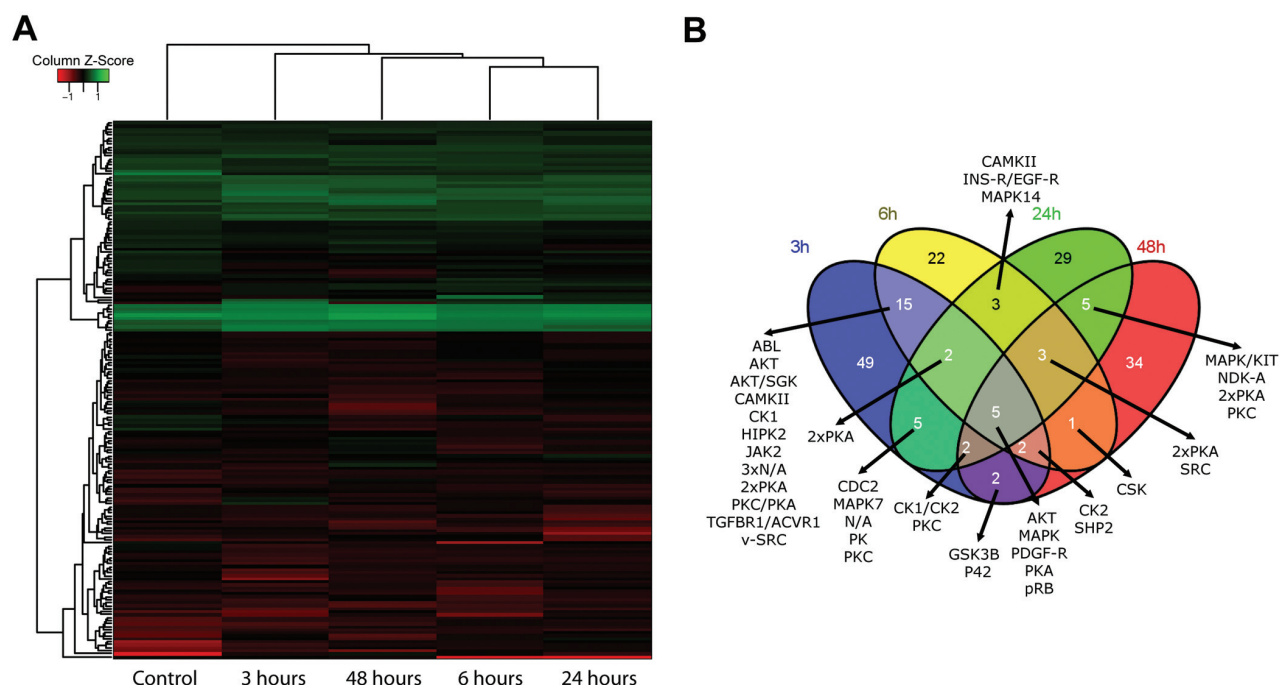 A
Column Z-Score
−1 1
Control 3 hours 48 hours 6 hours 24 hours
B
CAMKII
INS-R/EGF-R
MAPK14
6h
24h
3h
48h
22
29
15
3
5
49
2
3
34
5
5
1
2
2
2
ABL
AKT
AKT/SGK
CAMKII
CK1
HIPK2
JAK2
3xN/A
2xPKA
PKC/PKA
TGFBR1/ACVR1
v-SRC
2xPKA
CDC2
MAPK7
N/A
PK
PKC
CK1/CK2
PKC
GSK3B
P42
AKT
MAPK
PDGF-R
PKA
pRB
CK2
SHP2
CSK
2xPKA
SRC
MAPK/KIT
NDK-A
2xPKA
PKC